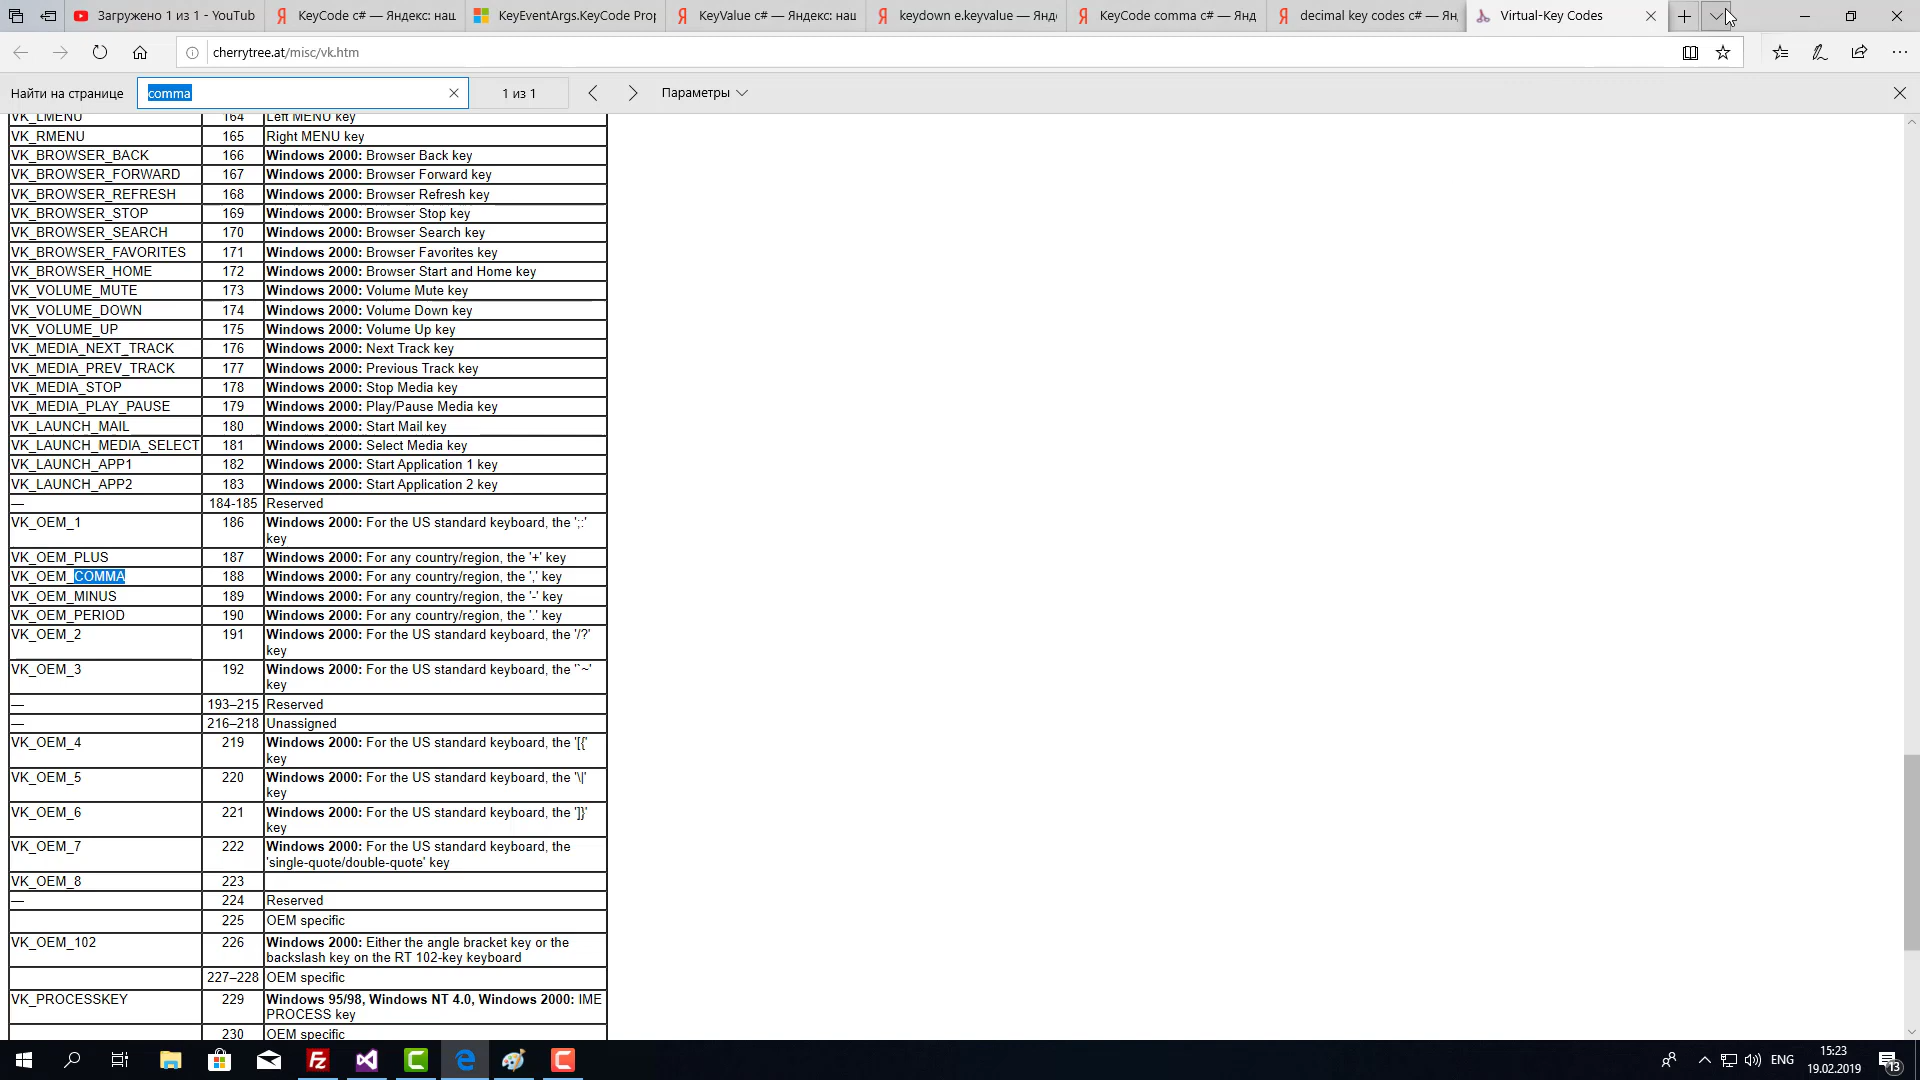 Загружено 1 из 1 - YouTub
KeyCode c# — Яндекс: наш
KeyEventArgs.KeyCode Prop
KeyValue c# — Яндекс: наш
keydown e.keyvalue — Янд
KeyCode comma c# — Янд
decimal key codes c# — Ян
Virtual-Key Codes
cherrytree.at/misc/vk.htm
Найти на странице
comma
1 из 1
Параметры
VK_LMENU 164 Left MENU key
VK_RMENU 165 Right MENU key
VK_BROWSER_BACK 166 Windows 2000: Browser Back key
VK_BROWSER_FORWARD 167 Windows 2000: Browser Forward key
VK_BROWSER_REFRESH 168 Windows 2000: Browser Refresh key
VK_BROWSER_STOP 169 Windows 2000: Browser Stop key
VK_BROWSER_SEARCH 170 Windows 2000: Browser Search key
VK_BROWSER_FAVORITES 171 Windows 2000: Browser Favorites key
VK_BROWSER_HOME 172 Windows 2000: Browser Start and Home key
VK_VOLUME_MUTE 173 Windows 2000: Volume Mute key
VK_VOLUME_DOWN 174 Windows 2000: Volume Down key
VK_VOLUME_UP 175 Windows 2000: Volume Up key
VK_MEDIA_NEXT_TRACK 176 Windows 2000: Next Track key
VK_MEDIA_PREV_TRACK 177 Windows 2000: Previous Track key
VK_MEDIA_STOP 178 Windows 2000: Stop Media key
VK_MEDIA_PLAY_PAUSE 179 Windows 2000: Play/Pause Media key
VK_LAUNCH_MAIL 180 Windows 2000: Start Mail key
VK_LAUNCH_MEDIA_SELECT 181 Windows 2000: Select Media key
VK_LAUNCH_APP1 182 Windows 2000: Start Application 1 key
VK_LAUNCH_APP2 183 Windows 2000: Start Application 2 key
— 184-185 Reserved
VK_OEM_1 186 Windows 2000: For the US standard keyboard, the ';:'
key
VK_OEM_PLUS 187 Windows 2000: For any country/region, the '+' key
VK_OEM_COMMA 188 Windows 2000: For any country/region, the ',' key
VK_OEM_MINUS 189 Windows 2000: For any country/region, the '-' key
VK_OEM_PERIOD 190 Windows 2000: For any country/region, the '.' key
VK_OEM_2 191 Windows 2000: For the US standard keyboard, the '/?'
key
VK_OEM_3 192 Windows 2000: For the US standard keyboard, the '`~'
key
— 193–215 Reserved
— 216–218 Unassigned
VK_OEM_4 219 Windows 2000: For the US standard keyboard, the '[{'
key
VK_OEM_5 220 Windows 2000: For the US standard keyboard, the '\|'
key
VK_OEM_6 221 Windows 2000: For the US standard keyboard, the ']}'
key
VK_OEM_7 222 Windows 2000: For the US standard keyboard, the
'single-quote/double-quote' key
VK_OEM_8 223
— 224 Reserved
225 OEM specific
VK_OEM_102 226 Windows 2000: Either the angle bracket key or the
backslash key on the RT 102-key keyboard
227–228 OEM specific
VK_PROCESSKEY 229 Windows 95/98, Windows NT 4.0, Windows 2000: IME
PROCESS key
230 OEM specific
ENG
15:23
19.02.2019
13